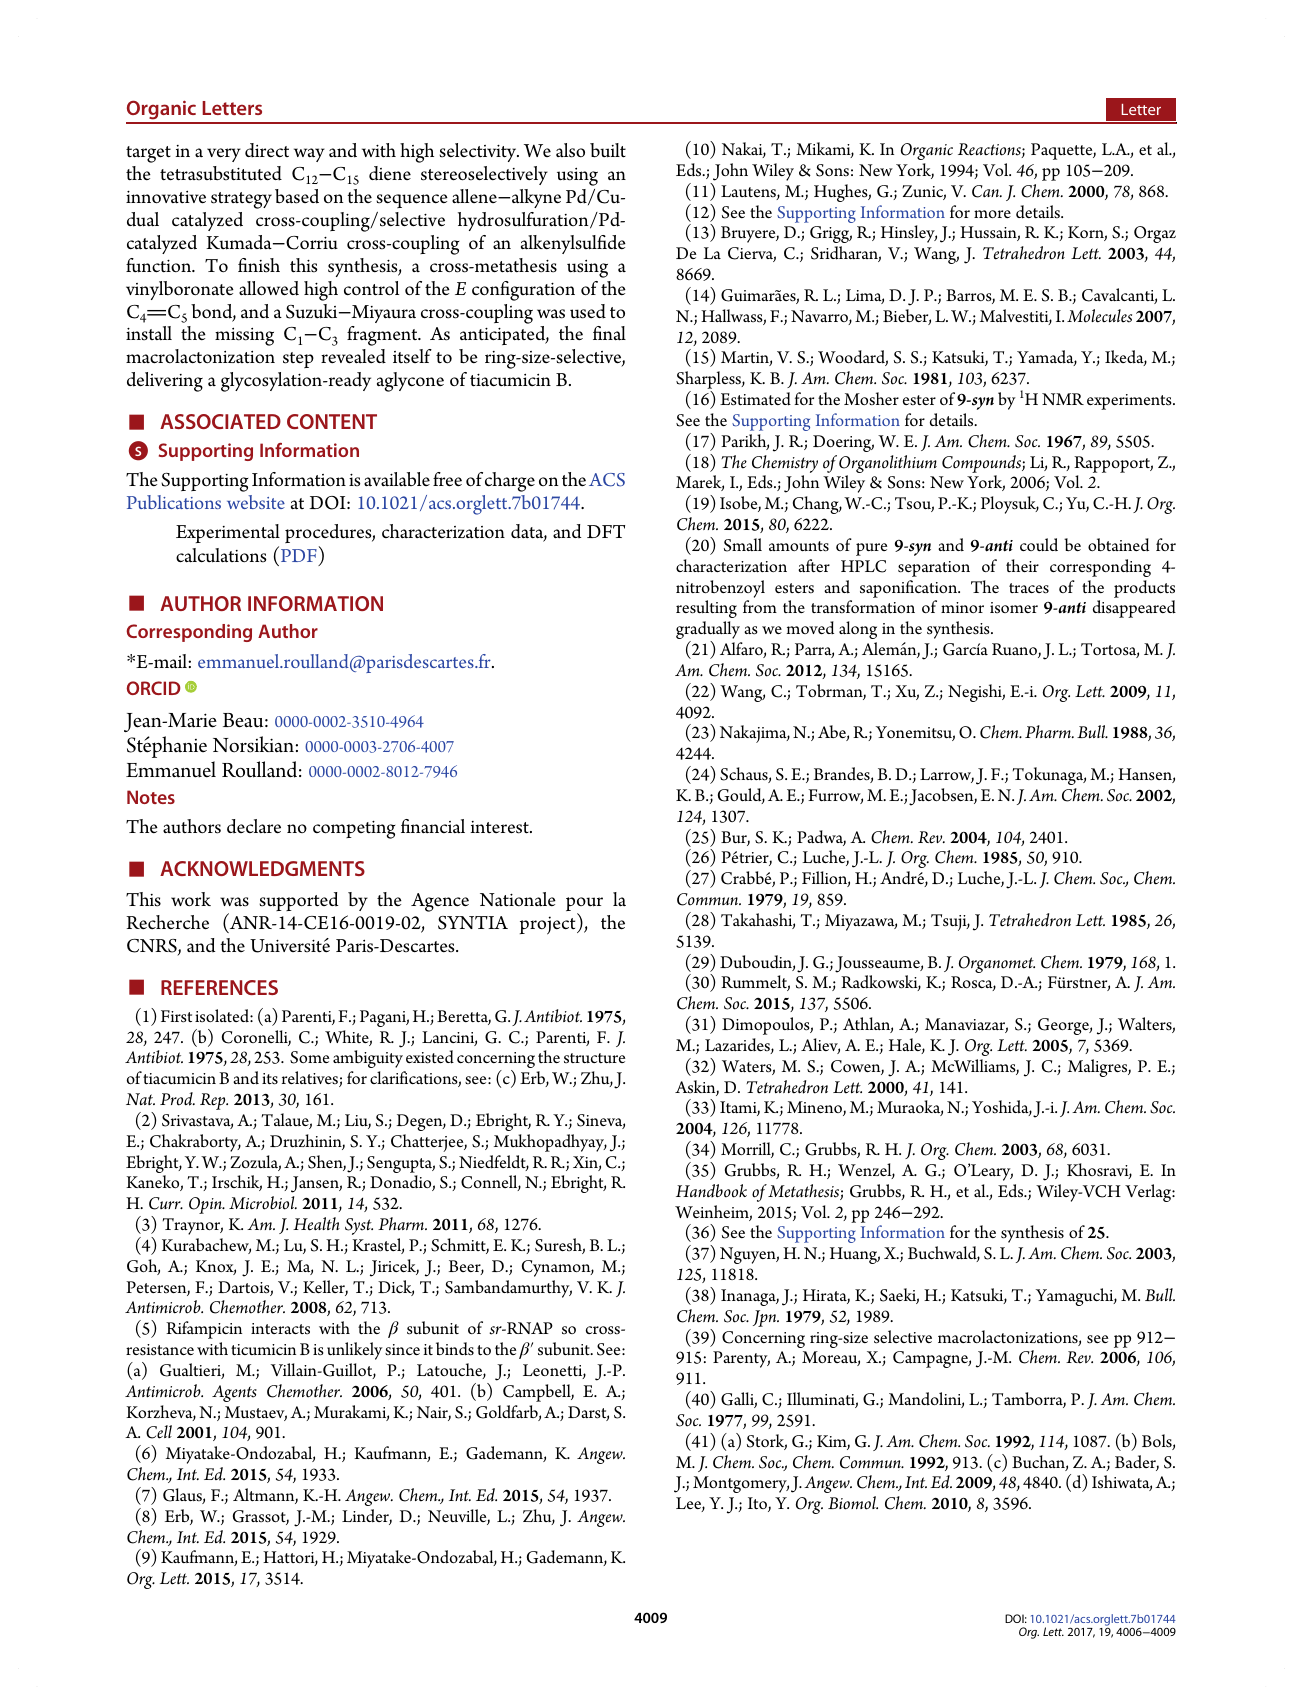 Organic Letters
Letter
target in a very direct way and with high selectivity. We also built
the tetrasubstituted C12−C15 diene stereoselectively using an
innovative strategy based on the sequence allene−alkyne Pd/Cu-
dual catalyzed cross-coupling/selective hydrosulfuration/Pd-
catalyzed Kumada−Corriu cross-coupling of an alkenylsulfide
function. To finish this synthesis, a cross-metathesis using a
vinylboronate allowed high control of the E configuration of the
C4═C5 bond, and a Suzuki−Miyaura cross-coupling was used to
install the missing C1−C3 fragment. As anticipated, the final
macrolactonization step revealed itself to be ring-size-selective,
delivering a glycosylation-ready aglycone of tiacumicin B.
■ ASSOCIATED CONTENT
S Supporting Information
The Supporting Information is available free of charge on the ACS
Publications website at DOI: 10.1021/acs.orglett.7b01744.
Experimental procedures, characterization data, and DFT
calculations (PDF)
■ AUTHOR INFORMATION
Corresponding Author
*E-mail: emmanuel.roulland@parisdescartes.fr.
ORCID iD
Jean-Marie Beau: 0000-0002-3510-4964
Stéphanie Norsikian: 0000-0003-2706-4007
Emmanuel Roulland: 0000-0002-8012-7946
Notes
The authors declare no competing financial interest.
■ ACKNOWLEDGMENTS
This work was supported by the Agence Nationale pour la
Recherche (ANR-14-CE16-0019-02, SYNTIA project), the
CNRS, and the Université Paris-Descartes.
■ REFERENCES
(1) First isolated: (a) Parenti, F.; Pagani, H.; Beretta, G. J. Antibiot. 1975,
28, 247. (b) Coronelli, C.; White, R. J.; Lancini, G. C.; Parenti, F. J.
Antibiot. 1975, 28, 253. Some ambiguity existed concerning the structure
of tiacumicin B and its relatives; for clarifications, see: (c) Erb, W.; Zhu, J.
Nat. Prod. Rep. 2013, 30, 161.
(2) Srivastava, A.; Talaue, M.; Liu, S.; Degen, D.; Ebright, R. Y.; Sineva,
E.; Chakraborty, A.; Druzhinin, S. Y.; Chatterjee, S.; Mukhopadhyay, J.;
Ebright, Y. W.; Zozula, A.; Shen, J.; Sengupta, S.; Niedfeldt, R. R.; Xin, C.;
Kaneko, T.; Irschik, H.; Jansen, R.; Donadio, S.; Connell, N.; Ebright, R.
H. Curr. Opin. Microbiol. 2011, 14, 532.
(3) Traynor, K. Am. J. Health Syst. Pharm. 2011, 68, 1276.
(4) Kurabachew, M.; Lu, S. H.; Krastel, P.; Schmitt, E. K.; Suresh, B. L.;
Goh, A.; Knox, J. E.; Ma, N. L.; Jiricek, J.; Beer, D.; Cynamon, M.;
Petersen, F.; Dartois, V.; Keller, T.; Dick, T.; Sambandamurthy, V. K. J.
Antimicrob. Chemother. 2008, 62, 713.
(5) Rifampicin interacts with the β subunit of sr-RNAP so cross-
resistance with ticumicin B is unlikely since it binds to the β′ subunit. See:
(a) Gualtieri, M.; Villain-Guillot, P.; Latouche, J.; Leonetti, J.-P.
Antimicrob. Agents Chemother. 2006, 50, 401. (b) Campbell, E. A.;
Korzheva, N.; Mustaev, A.; Murakami, K.; Nair, S.; Goldfarb, A.; Darst, S.
A. Cell 2001, 104, 901.
(6) Miyatake-Ondozabal, H.; Kaufmann, E.; Gademann, K. Angew.
Chem., Int. Ed. 2015, 54, 1933.
(7) Glaus, F.; Altmann, K.-H. Angew. Chem., Int. Ed. 2015, 54, 1937.
(8) Erb, W.; Grassot, J.-M.; Linder, D.; Neuville, L.; Zhu, J. Angew.
Chem., Int. Ed. 2015, 54, 1929.
(9) Kaufmann, E.; Hattori, H.; Miyatake-Ondozabal, H.; Gademann, K.
Org. Lett. 2015, 17, 3514.
(10) Nakai, T.; Mikami, K. In Organic Reactions; Paquette, L.A., et al.,
Eds.; John Wiley & Sons: New York, 1994; Vol. 46, pp 105−209.
(11) Lautens, M.; Hughes, G.; Zunic, V. Can. J. Chem. 2000, 78, 868.
(12) See the Supporting Information for more details.
(13) Bruyere, D.; Grigg, R.; Hinsley, J.; Hussain, R. K.; Korn, S.; Orgaz
De La Cierva, C.; Sridharan, V.; Wang, J. Tetrahedron Lett. 2003, 44,
8669.
(14) Guimarães, R. L.; Lima, D. J. P.; Barros, M. E. S. B.; Cavalcanti, L.
N.; Hallwass, F.; Navarro, M.; Bieber, L. W.; Malvestiti, I. Molecules 2007,
12, 2089.
(15) Martin, V. S.; Woodard, S. S.; Katsuki, T.; Yamada, Y.; Ikeda, M.;
Sharpless, K. B. J. Am. Chem. Soc. 1981, 103, 6237.
(16) Estimated for the Mosher ester of 9-syn by 1H NMR experiments.
See the Supporting Information for details.
(17) Parikh, J. R.; Doering, W. E. J. Am. Chem. Soc. 1967, 89, 5505.
(18) The Chemistry of Organolithium Compounds; Li, R., Rappoport, Z.,
Marek, I., Eds.; John Wiley & Sons: New York, 2006; Vol. 2.
(19) Isobe, M.; Chang, W.-C.; Tsou, P.-K.; Ploysuk, C.; Yu, C.-H. J. Org.
Chem. 2015, 80, 6222.
(20) Small amounts of pure 9-syn and 9-anti could be obtained for
characterization after HPLC separation of their corresponding 4-
nitrobenzoyl esters and saponification. The traces of the products
resulting from the transformation of minor isomer 9-anti disappeared
gradually as we moved along in the synthesis.
(21) Alfaro, R.; Parra, A.; Alemán, J.; García Ruano, J. L.; Tortosa, M. J.
Am. Chem. Soc. 2012, 134, 15165.
(22) Wang, C.; Tobrman, T.; Xu, Z.; Negishi, E.-i. Org. Lett. 2009, 11,
4092.
(23) Nakajima, N.; Abe, R.; Yonemitsu, O. Chem. Pharm. Bull. 1988, 36,
4244.
(24) Schaus, S. E.; Brandes, B. D.; Larrow, J. F.; Tokunaga, M.; Hansen,
K. B.; Gould, A. E.; Furrow, M. E.; Jacobsen, E. N. J. Am. Chem. Soc. 2002,
124, 1307.
(25) Bur, S. K.; Padwa, A. Chem. Rev. 2004, 104, 2401.
(26) Pétrier, C.; Luche, J.-L. J. Org. Chem. 1985, 50, 910.
(27) Crabbé, P.; Fillion, H.; André, D.; Luche, J.-L. J. Chem. Soc., Chem.
Commun. 1979, 19, 859.
(28) Takahashi, T.; Miyazawa, M.; Tsuji, J. Tetrahedron Lett. 1985, 26,
5139.
(29) Duboudin, J. G.; Jousseaume, B. J. Organomet. Chem. 1979, 168, 1.
(30) Rummelt, S. M.; Radkowski, K.; Rosca, D.-A.; Fürstner, A. J. Am.
Chem. Soc. 2015, 137, 5506.
(31) Dimopoulos, P.; Athlan, A.; Manaviazar, S.; George, J.; Walters,
M.; Lazarides, L.; Aliev, A. E.; Hale, K. J. Org. Lett. 2005, 7, 5369.
(32) Waters, M. S.; Cowen, J. A.; McWilliams, J. C.; Maligres, P. E.;
Askin, D. Tetrahedron Lett. 2000, 41, 141.
(33) Itami, K.; Mineno, M.; Muraoka, N.; Yoshida, J.-i. J. Am. Chem. Soc.
2004, 126, 11778.
(34) Morrill, C.; Grubbs, R. H. J. Org. Chem. 2003, 68, 6031.
(35) Grubbs, R. H.; Wenzel, A. G.; O'Leary, D. J.; Khosravi, E. In
Handbook of Metathesis; Grubbs, R. H., et al., Eds.; Wiley-VCH Verlag:
Weinheim, 2015; Vol. 2, pp 246−292.
(36) See the Supporting Information for the synthesis of 25.
(37) Nguyen, H. N.; Huang, X.; Buchwald, S. L. J. Am. Chem. Soc. 2003,
125, 11818.
(38) Inanaga, J.; Hirata, K.; Saeki, H.; Katsuki, T.; Yamaguchi, M. Bull.
Chem. Soc. Jpn. 1979, 52, 1989.
(39) Concerning ring-size selective macrolactonizations, see pp 912−
915: Parenty, A.; Moreau, X.; Campagne, J.-M. Chem. Rev. 2006, 106,
911.
(40) Galli, C.; Illuminati, G.; Mandolini, L.; Tamborra, P. J. Am. Chem.
Soc. 1977, 99, 2591.
(41) (a) Stork, G.; Kim, G. J. Am. Chem. Soc. 1992, 114, 1087. (b) Bols,
M. J. Chem. Soc., Chem. Commun. 1992, 913. (c) Buchan, Z. A.; Bader, S.
J.; Montgomery, J. Angew. Chem., Int. Ed. 2009, 48, 4840. (d) Ishiwata, A.;
Lee, Y. J.; Ito, Y. Org. Biomol. Chem. 2010, 8, 3596.
4009
DOI: 10.1021/acs.orglett.7b01744
Org. Lett. 2017, 19, 4006−4009